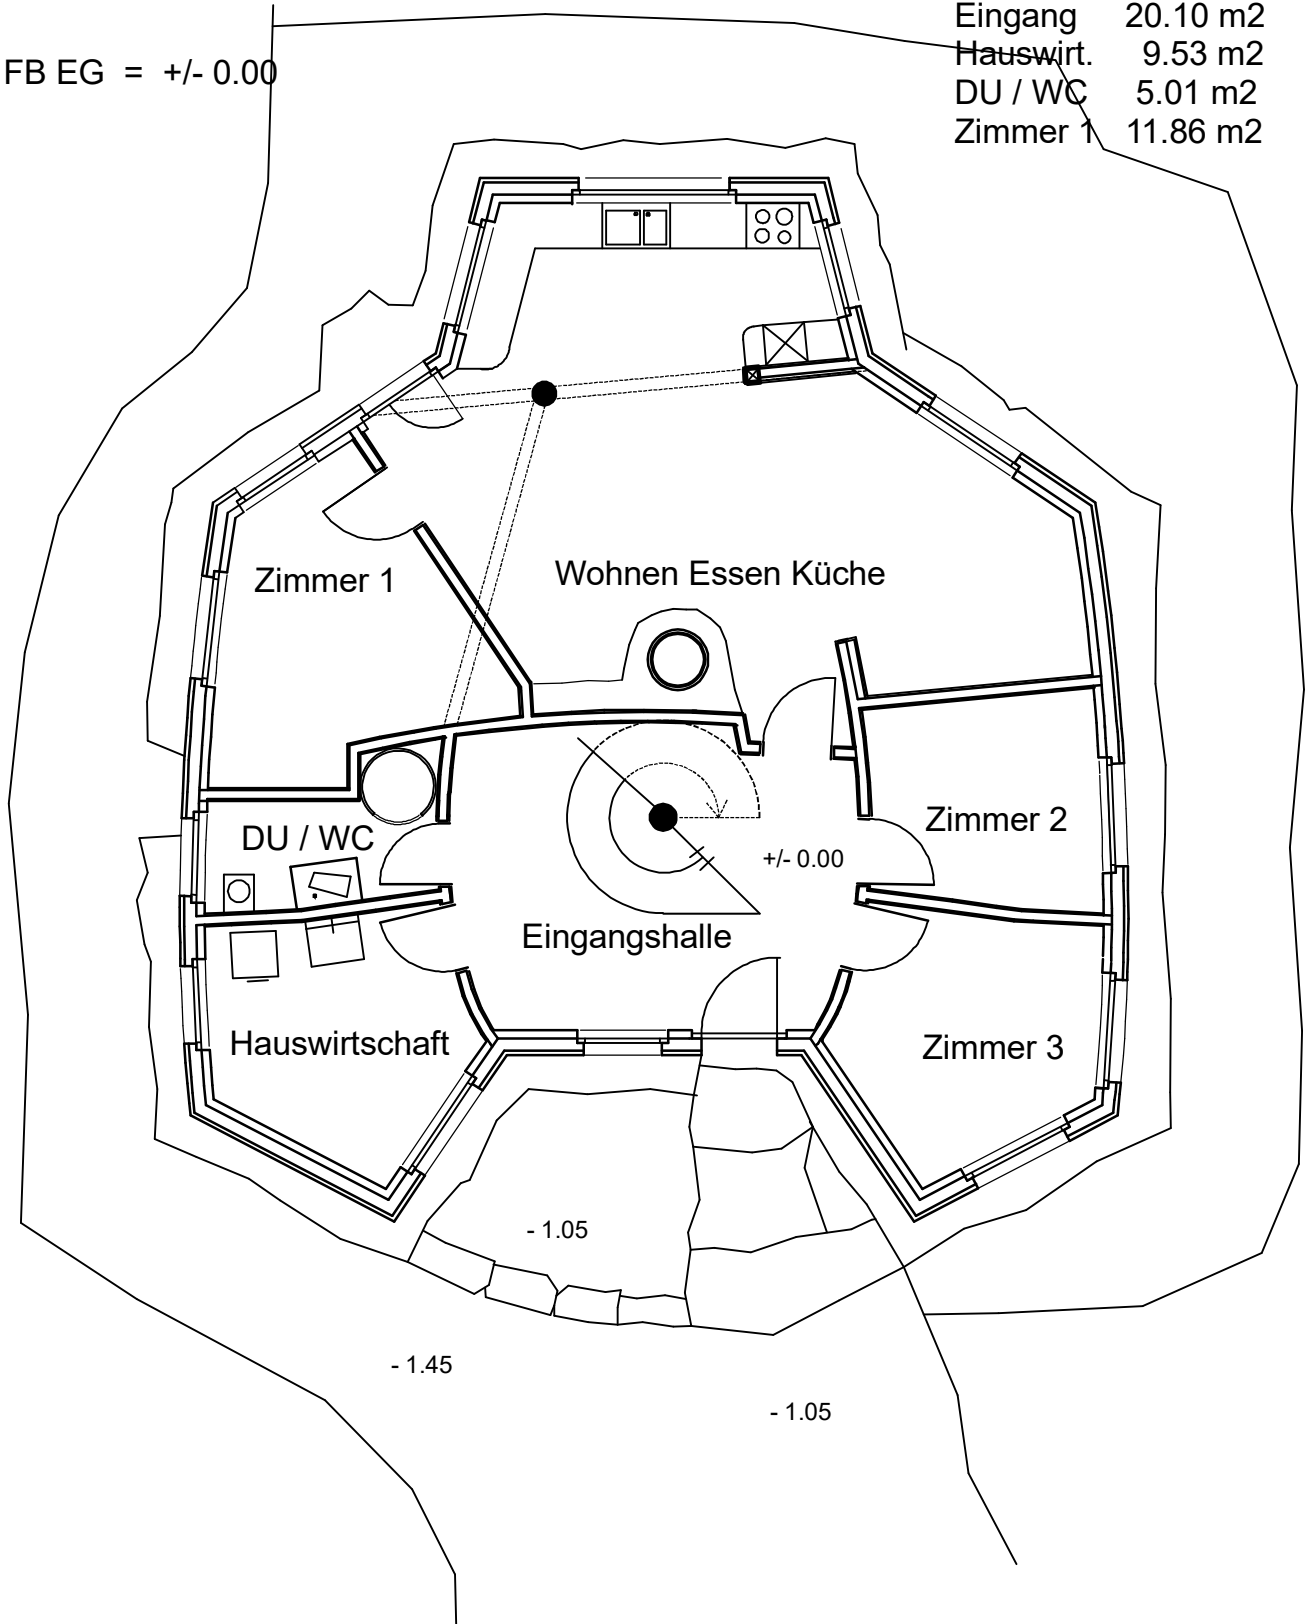 Eingang 20.10 m2
Hauswirt. 9.53 m2
FB EG = +/- 0.00
DU / WC 5.01 m2
Zimmer 1 11.86 m2
Zimmer 1
Wohnen Essen Küche
DU / WC
Zimmer 2
+/- 0.00
Eingangshalle
Hauswirtschaft
Zimmer 3
- 1.05
- 1.45
- 1.05